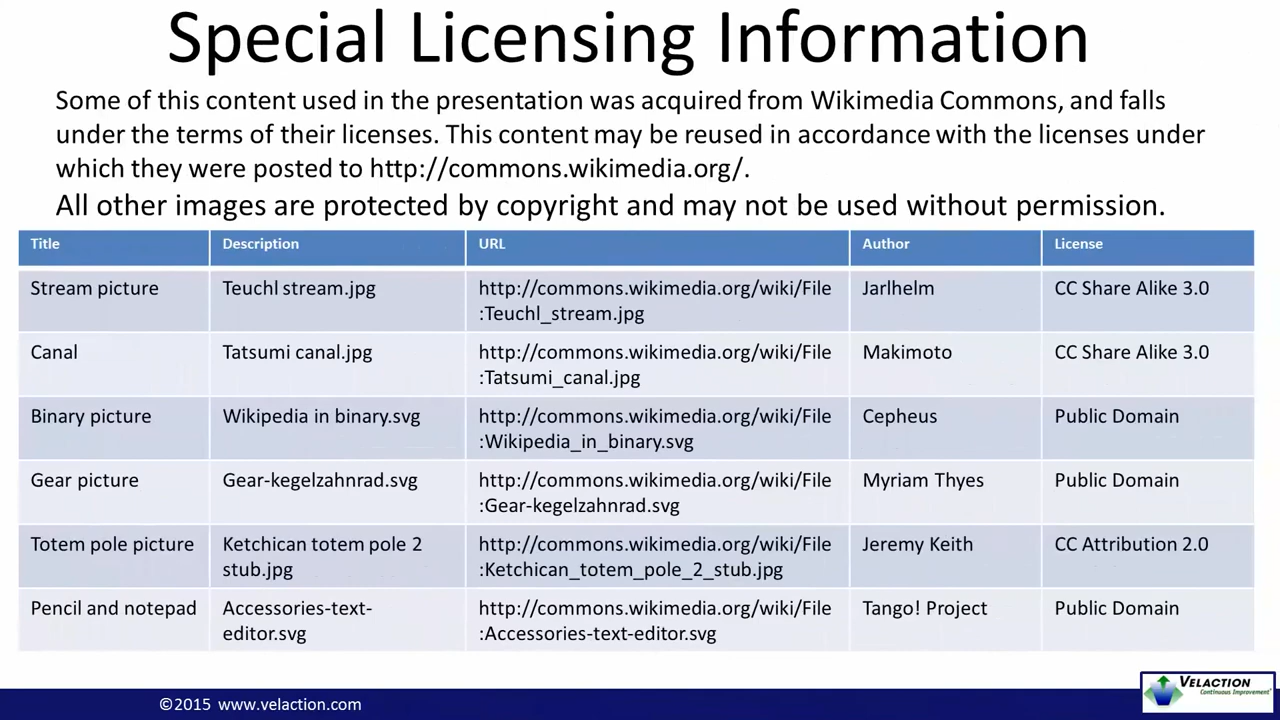 Special Licensing Information
Some of this content used in the presentation was acquired from Wikimedia Commons, and falls
under the terms of their licenses. This content may be reused in accordance with the licenses under
which they were posted to http://commons.wikimedia.org/.
All other images are protected by copyright and may not be used without permission.
Title Description URL Author License
Stream picture Teuchl stream.jpg http://commons.wikimedia.org/wiki/File Jarlhelm CC Share Alike 3.0
:Teuchl_stream.jpg
Canal Tatsumi canal.jpg http://commons.wikimedia.org/wiki/File Makimoto CC Share Alike 3.0
:Tatsumi_canal.jpg
Binary picture Wikipedia in binary.svg http://commons.wikimedia.org/wiki/File Cepheus Public Domain
:Wikipedia_in_binary.svg
Gear picture Gear-kegelzahnrad.svg http://commons.wikimedia.org/wiki/File Myriam Thyes Public Domain
:Gear-kegelzahnrad.svg
Totem pole picture Ketchican totem pole 2 http://commons.wikimedia.org/wiki/File Jeremy Keith CC Attribution 2.0
stub.jpg :Ketchican_totem_pole_2_stub.jpg
Pencil and notepad Accessories-text- http://commons.wikimedia.org/wiki/File Tango! Project Public Domain
editor.svg :Accessories-text-editor.svg
©2015 www.velaction.com
VELACTION
Continuous Improvement